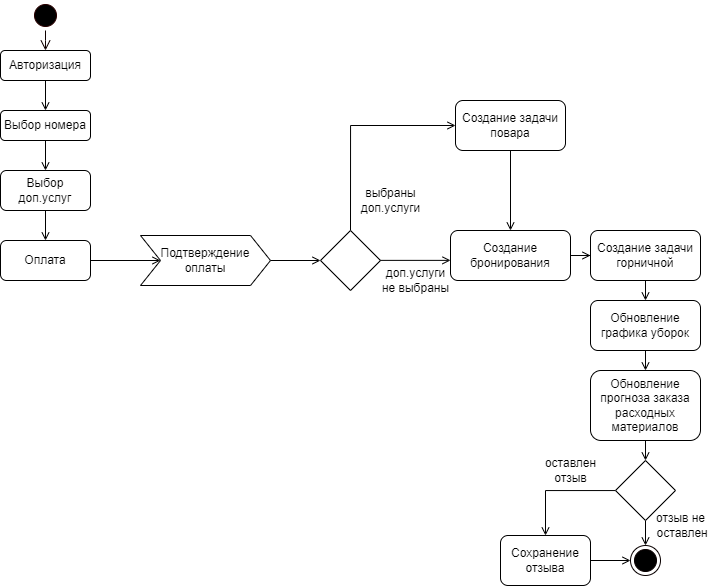 Авторизация
Выбор номера
Выбор
доп.услуг
Оплата
Подтверждение
оплаты
выбраны
доп.услуги
доп.услуги
не выбраны
Создание задачи
повара
Создание
бронирования
Создание задачи
горничной
Обновление
графика уборок
Обновление
прогноза заказа
расходных
материалов
оставлен
отзыв
отзыв не
оставлен
Сохранение
отзыва